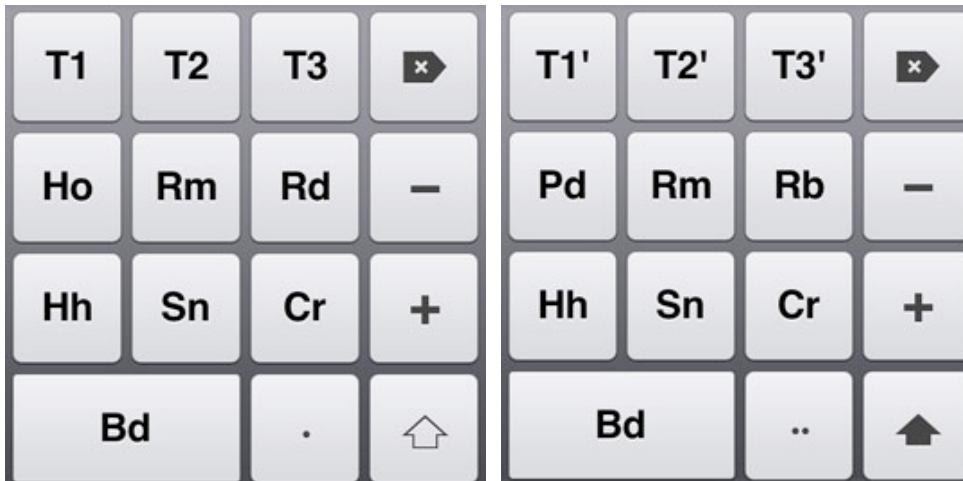 T1 T2 T3 ×
Ho Rm Rd −
Hh Sn Cr +
Bd .
T1' T2' T3' ×
Pd Rm Rb −
Hh Sn Cr +
Bd ..